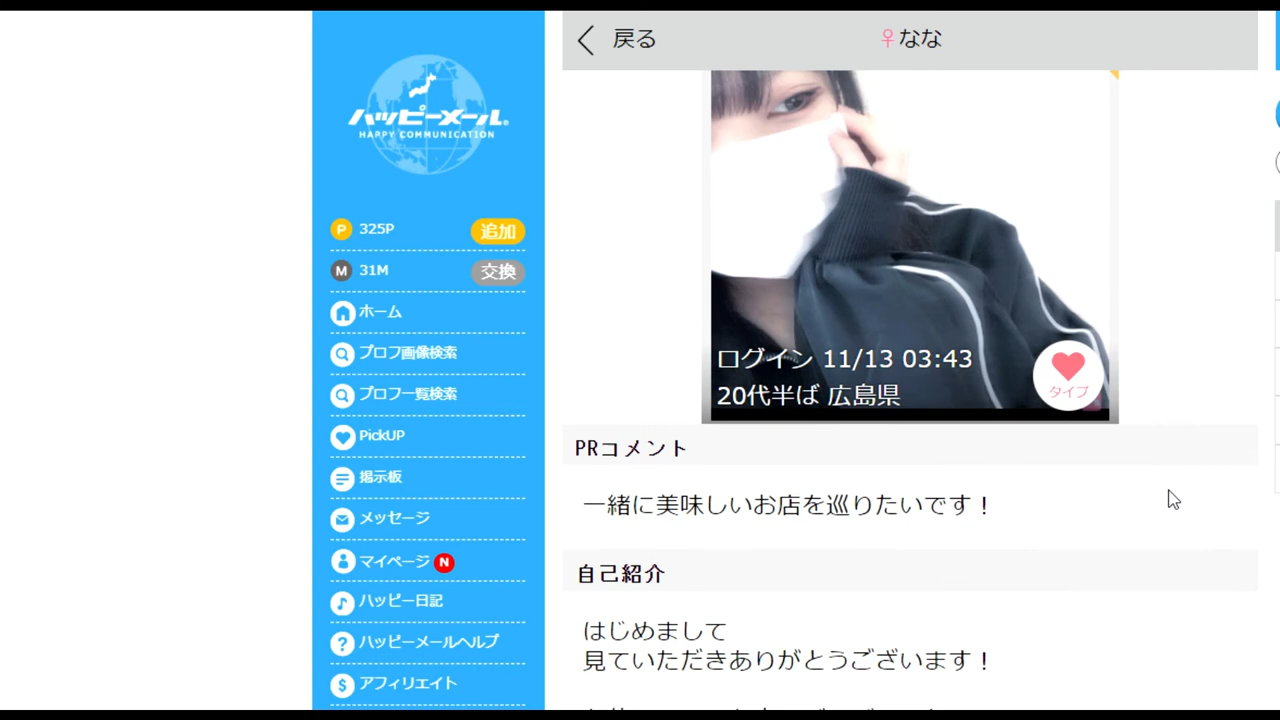 ハッピーメール®
HAPPY COMMUNICATION
P 325P 追加
M 31M 交換
ホーム
プロフ画像検索
プロフ一覧検索
PickUP
掲示板
メッセージ
マイページ N
ハッピー日記
? ハッピーメールヘルプ
$ アフィリエイト
戻る
♀なな
ログイン 11/13 03:43
20代半ば 広島県
タイプ
PRコメント
一緒に美味しいお店を巡りたいです！
自己紹介
はじめまして
見ていただきありがとうございます！